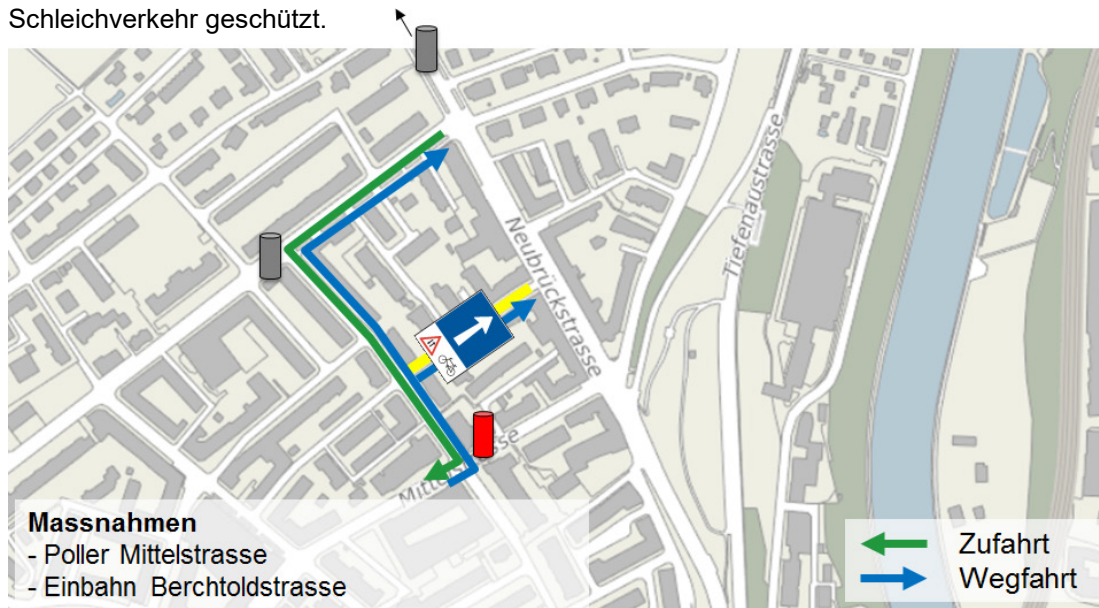 Schleichverkehr geschützt.
Neubrückstrasse
Tiefenaustrasse
Mittelstrasse
Massnahmen
- Poller Mittelstrasse
- Einbahn Berchtoldstrasse
Zufahrt
Wegfahrt